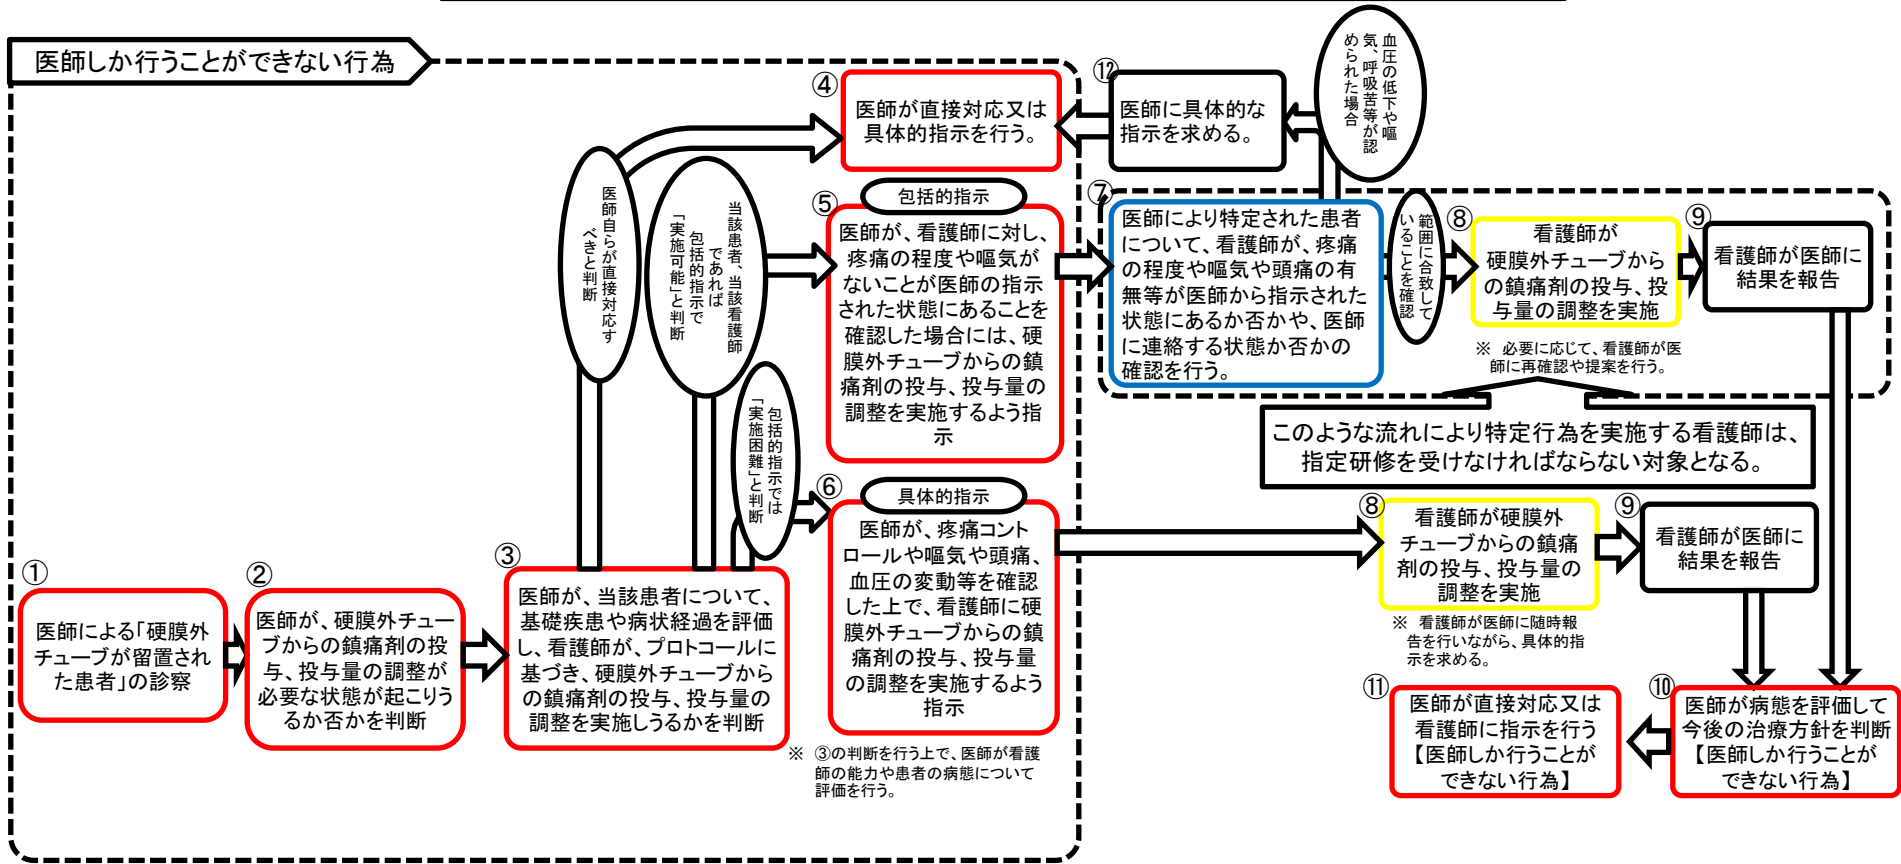 医師しか行うことができない行為
①
医師による「硬膜外
チューブが留置され
た患者」の診察
②
医師が、硬膜外チュー
ブからの鎮痛剤の投
与、投与量の調整が
必要な状態が起こりう
るか否かを判断
③
医師が、当該患者について、
基礎疾患や病状経過を評価
し、看護師が、プロトコールに
基づき、硬膜外チューブから
の鎮痛剤の投与、投与量の
調整を実施しうるかを判断
※ ③の判断を行う上で、医師が看護
師の能力や患者の病態について
評価を行う。
医師自らが直接対応す
べきと判断
④
医師が直接対応又は
具体的指示を行う。
当該患者、当該看護師
であれば
包括的指示で
「実施可能」と判断
⑤
包括的指示
医師が、看護師に対し、
疼痛の程度や嘔気が
ないことが医師の指示
された状態にあることを
確認した場合には、硬
膜外チューブからの鎮
痛剤の投与、投与量の
調整を実施するよう指
示
包括的指示では
「実施困難」と判断
⑥
具体的指示
医師が、疼痛コント
ロールや嘔気や頭痛、
血圧の変動等を確認
した上で、看護師に硬
膜外チューブからの鎮
痛剤の投与、投与量
の調整を実施するよう
指示
⑦
医師により特定された患者
について、看護師が、疼痛
の程度や嘔気や頭痛の有
無等が医師から指示された
状態にあるか否かや、医師
に連絡する状態か否かの
確認を行う。
血圧の低下や嘔
気、呼吸苦等が認
められた場合
⑫
医師に具体的な
指示を求める。
範囲に合致して
いることを確認
⑧
看護師が
硬膜外チューブから
の鎮痛剤の投与、投
与量の調整を実施
※ 必要に応じて、看護師が医
師に再確認や提案を行う。
⑨
看護師が医師に
結果を報告
このような流れにより特定行為を実施する看護師は、
指定研修を受けなければならない対象となる。
⑧
看護師が硬膜外
チューブからの鎮痛
剤の投与、投与量の
調整を実施
※ 看護師が医師に随時報
告を行いながら、具体的指
示を求める。
⑨
看護師が医師に
結果を報告
⑩
医師が病態を評価して
今後の治療方針を判断
【医師しか行うことが
できない行為】
⑪
医師が直接対応又は
看護師に指示を行う
【医師しか行うことが
できない行為】